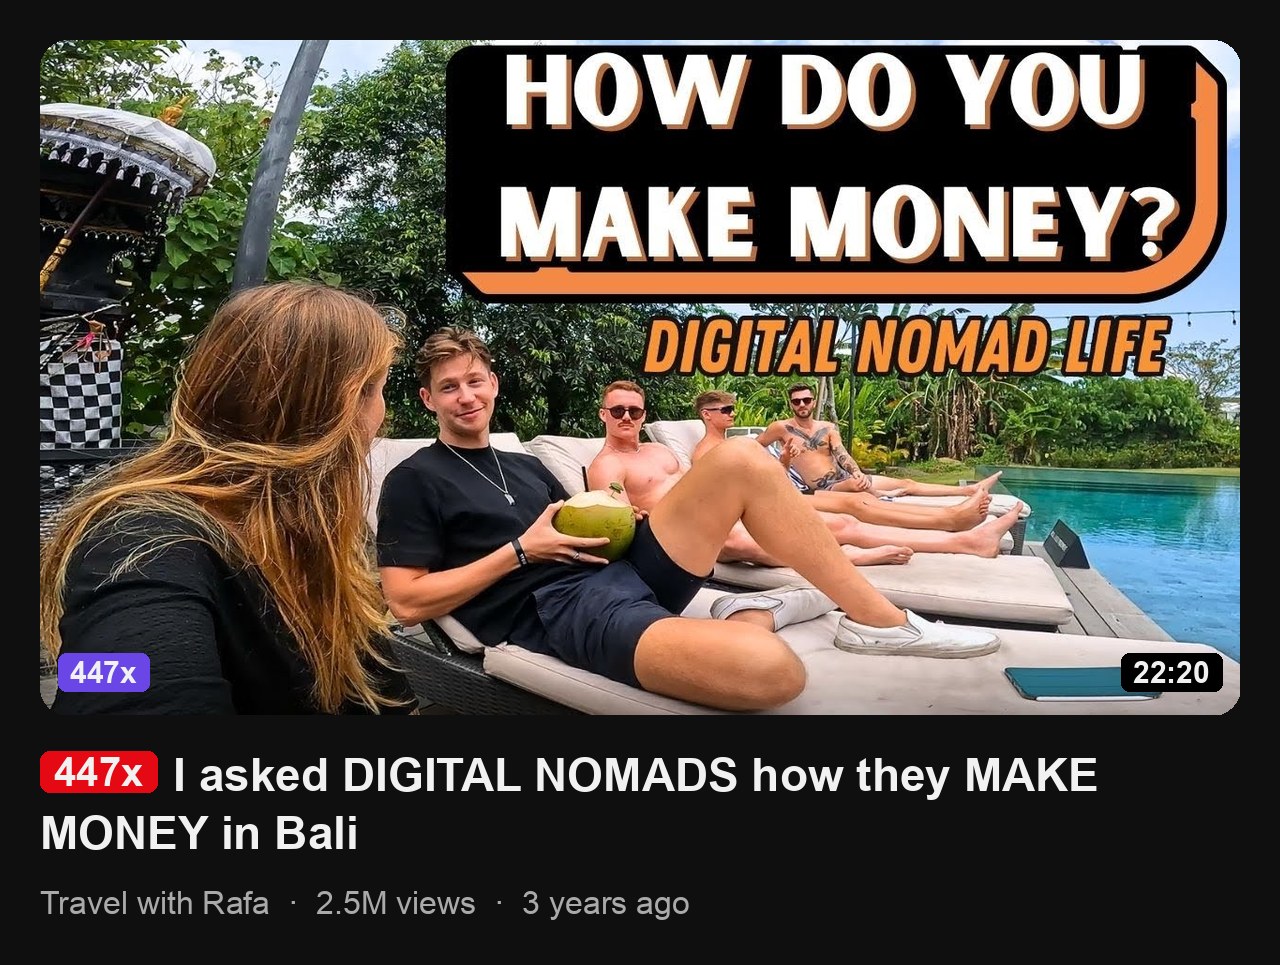 HOW DO YOU
MAKE MONEY?
DIGITAL NOMAD LIFE
447x
22:20
447x I asked DIGITAL NOMADS how they MAKE
MONEY in Bali
Travel with Rafa · 2.5M views · 3 years ago